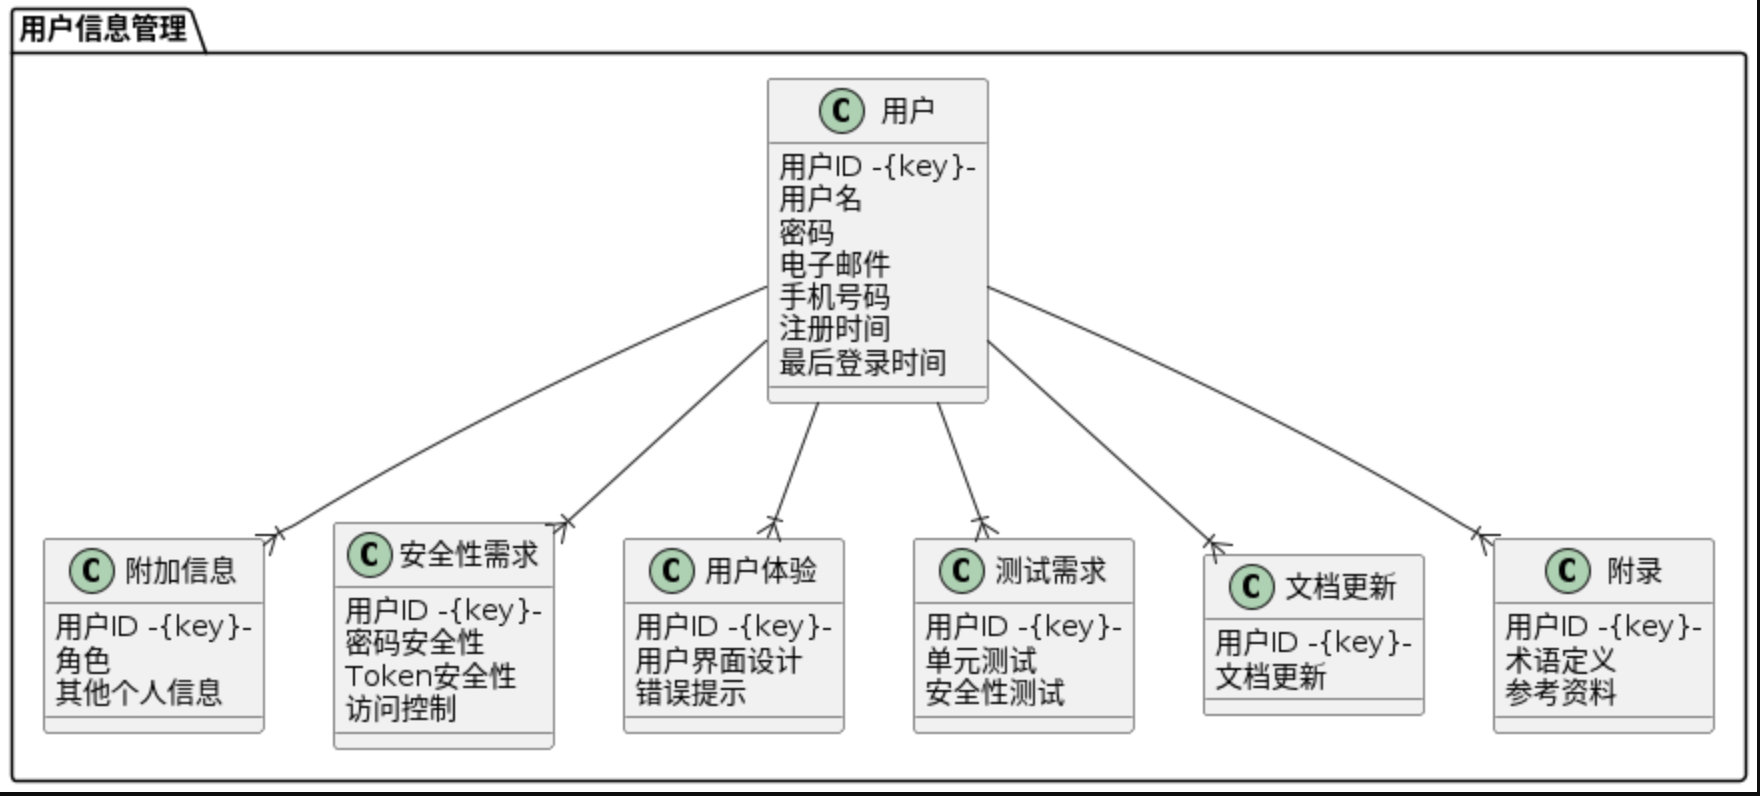 用户信息管理
C 用户
用户ID -{key}-
用户名
密码
电子邮件
手机号码
注册时间
最后登录时间
C 附加信息
用户ID -{key}-
角色
其他个人信息
C 安全性需求
用户ID -{key}-
密码安全性
Token安全性
访问控制
C 用户体验
用户ID -{key}-
用户界面设计
错误提示
C 测试需求
用户ID -{key}-
单元测试
安全性测试
C 文档更新
用户ID -{key}-
文档更新
C 附录
用户ID -{key}-
术语定义
参考资料